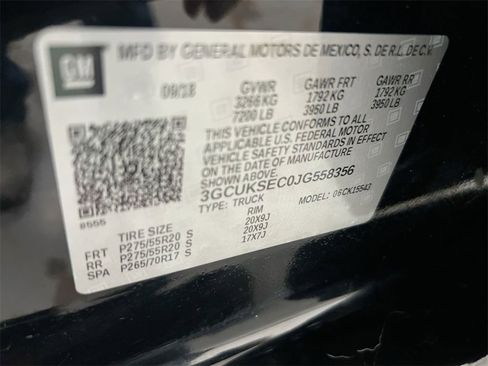 GM
MFD BY GENERAL MOTORS DE MEXICO, S. DE R.L. DE C.V.
09/18 GVWR GAWR FRT GAWR RR
3266 KG 1792 KG 1792 KG
7200 LB 3950 LB 3950 LB
THIS VEHICLE CONFORMS TO ALL
APPLICABLE U.S. FEDERAL MOTOR
VEHICLE SAFETY STANDARDS IN EFFECT
ON THE DATE OF MANUFACTURE SHOWN ABOVE.
3GCUKSEC0JG558356
TYPE: TRUCK 06CK15543
8555
TIRE SIZE RIM
FRT P275/55R20 S 20X9J
RR P275/55R20 S 20X9J
SPA P265/70R17 S 17X7J